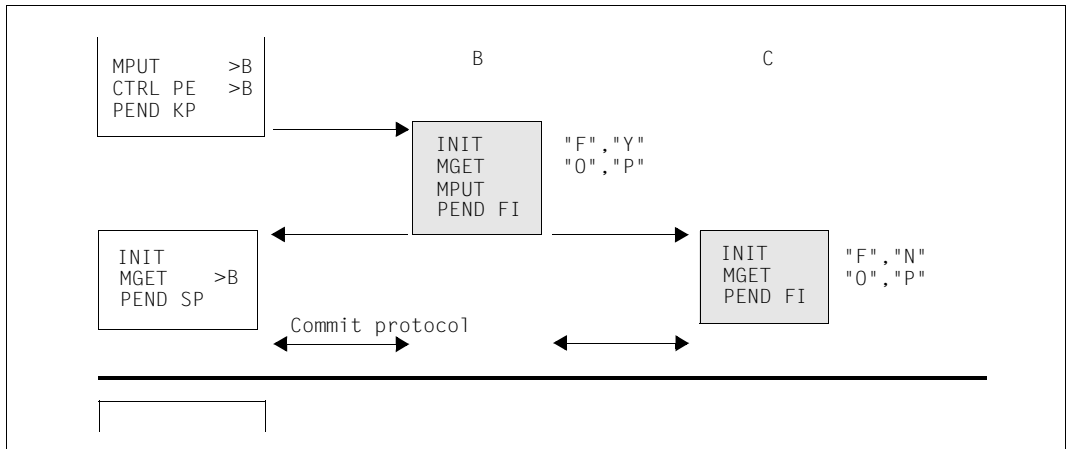 MPUT >B
CTRL PE >B
PEND KP
B
C
INIT
MGET
MPUT
PEND FI
"F","Y"
"O","P"
INIT
MGET >B
PEND SP
INIT
MGET
PEND FI
"F","N"
"O","P"
Commit protocol